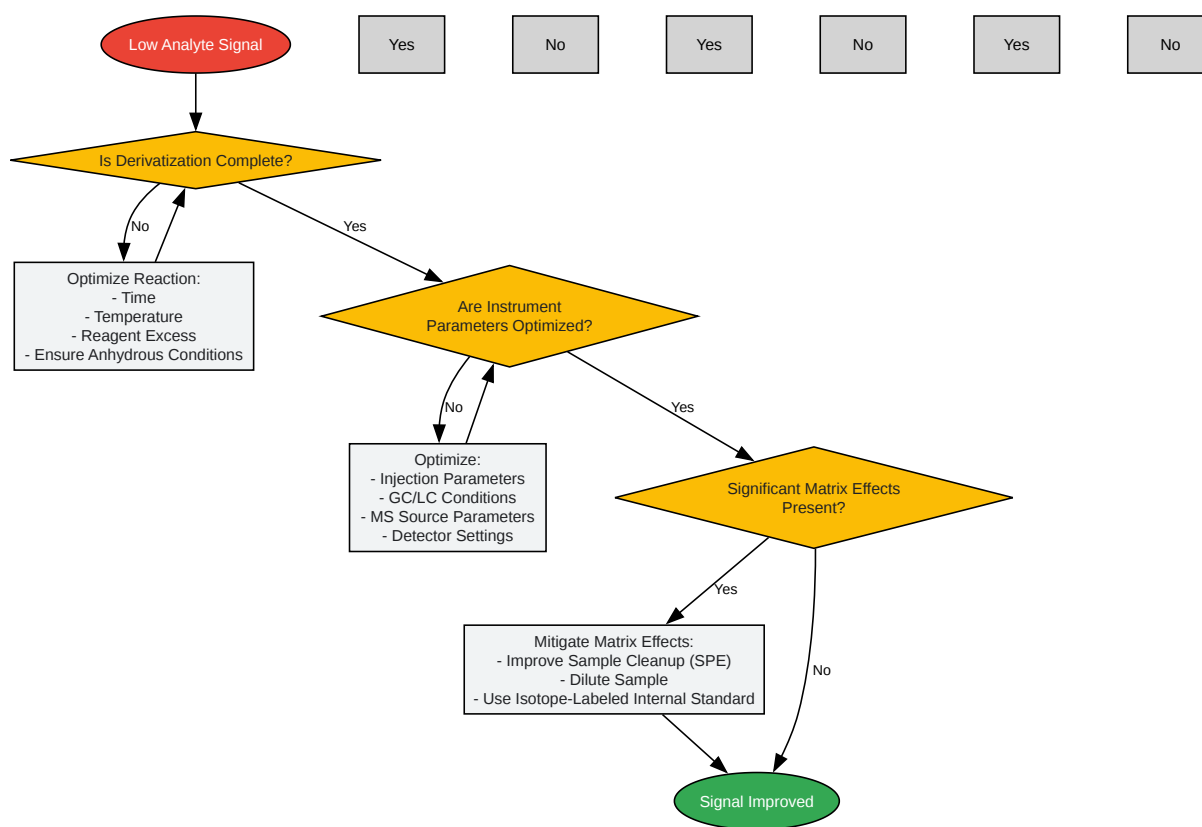 Low Analyte Signal
Yes
No
Yes
No
Yes
No
Is Derivatization Complete?
No
Yes
Optimize Reaction:
- Time
- Temperature
- Reagent Excess
- Ensure Anhydrous Conditions
Are Instrument
Parameters Optimized?
No
Yes
Optimize:
- Injection Parameters
- GC/LC Conditions
- MS Source Parameters
- Detector Settings
Significant Matrix Effects
Present?
Yes
No
Mitigate Matrix Effects:
- Improve Sample Cleanup (SPE)
- Dilute Sample
- Use Isotope-Labeled Internal Standard
Signal Improved